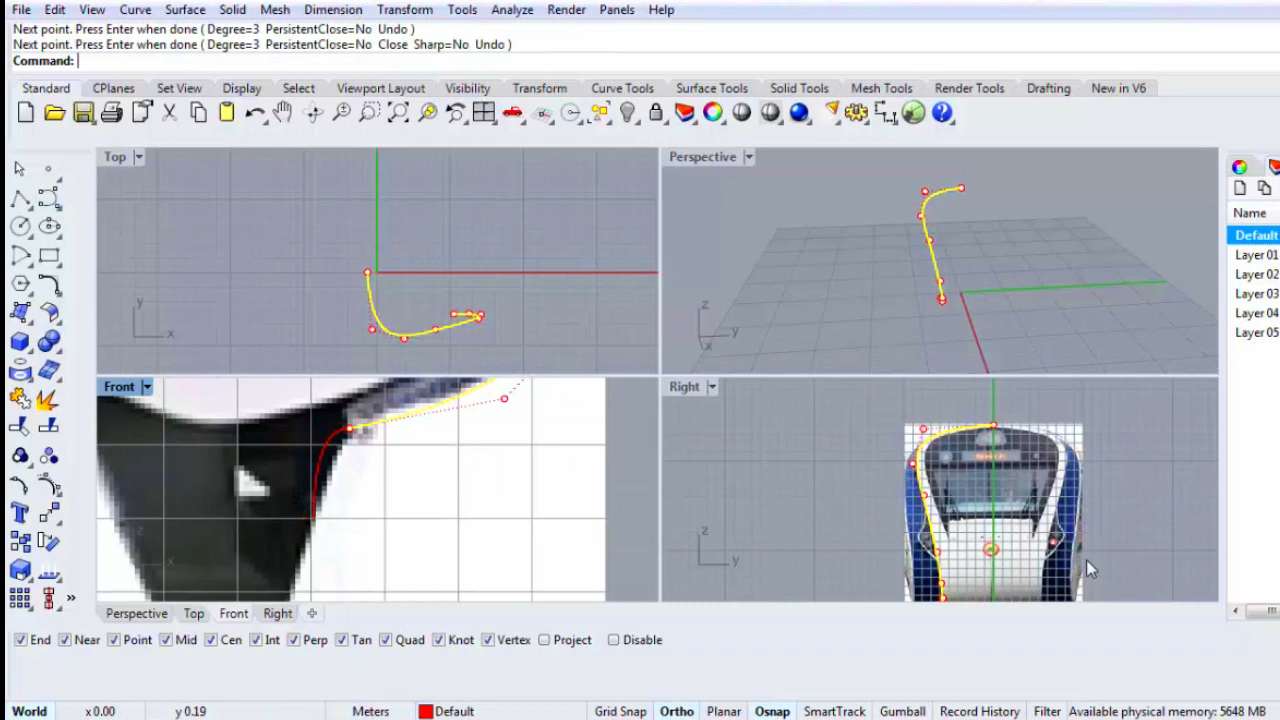 File Edit View Curve Surface Solid Mesh Dimension Transform Tools Analyze Render Panels Help
Next point. Press Enter when done ( Degree=3 PersistentClose=No Undo )
Next point. Press Enter when done ( Degree=3 PersistentClose=No Close Sharp=No Undo )
Command:
Standard CPlanes Set View Display Select Viewport Layout Visibility Transform Curve Tools Surface Tools Solid Tools Mesh Tools Render Tools Drafting New in V6
Top
y
x
Perspective
z
y
x
Name
Default
Layer 01
Layer 02
Layer 03
Layer 04
Layer 05
Front
z
x
Right
z
y
Perspective Top Front Right
End Near Point Mid Cen Int Perp Tan Quad Knot Vertex Project Disable
World x 0.00 y 0.19 Meters Default Grid Snap Ortho Planar Osnap SmartTrack Gumball Record History Filter Available physical memory: 5648 MB